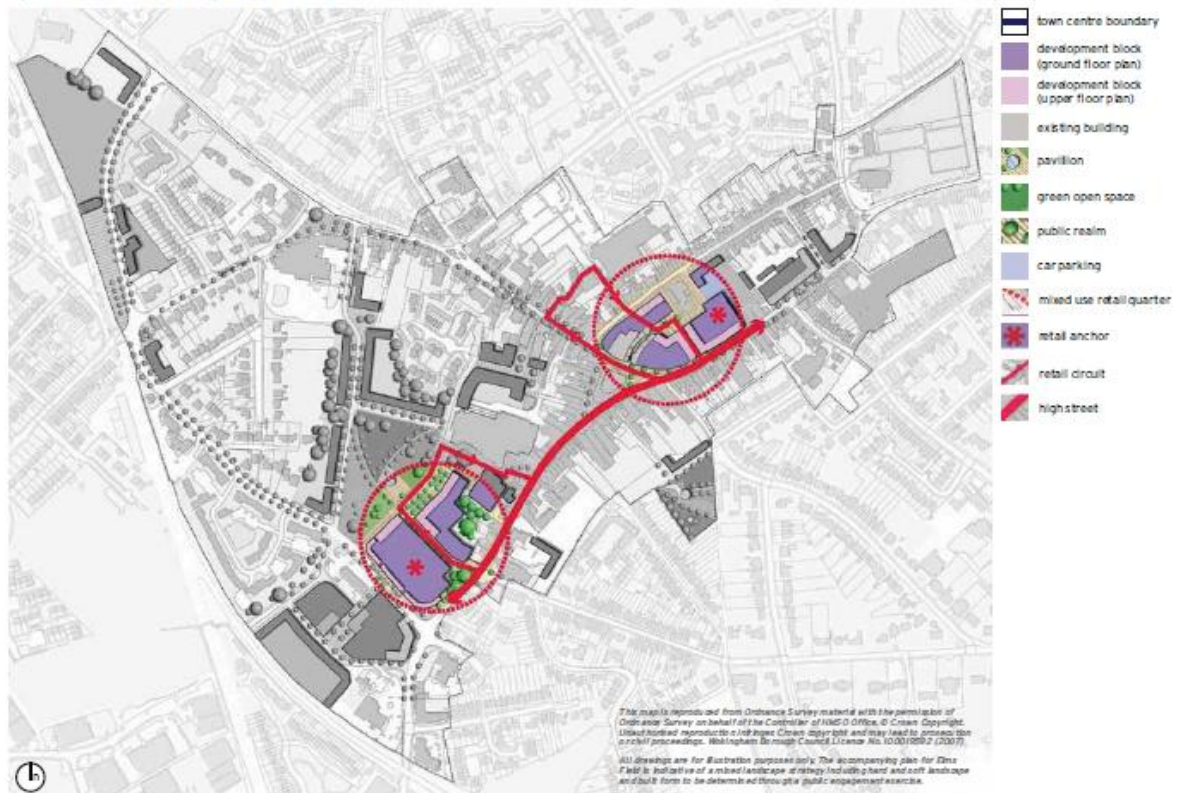 town centre boundary
development block
(ground floor plan)
development block
(upper floor plan)
existing building
pavillion
green open space
public realm
car parking
mixed use retail quarter
retail anchor
retail circuit
high street
This map is reproduced from Ordnance Survey material with the permission of
Ordnance Survey on behalf of the Controller of HMSO Office, © Crown Copyright.
Unauthorised reproduction infringes Crown copyright and may lead to prosecution
or civil proceedings. Wokingham Borough Council Licence No. 100019592 (2007)
All drawings are for illustration purposes only. The accompanying plan for Elms
Field is indicative of a mixed landscape strategy including hard and soft landscape
and built form to be determined through a public engagement exercise.